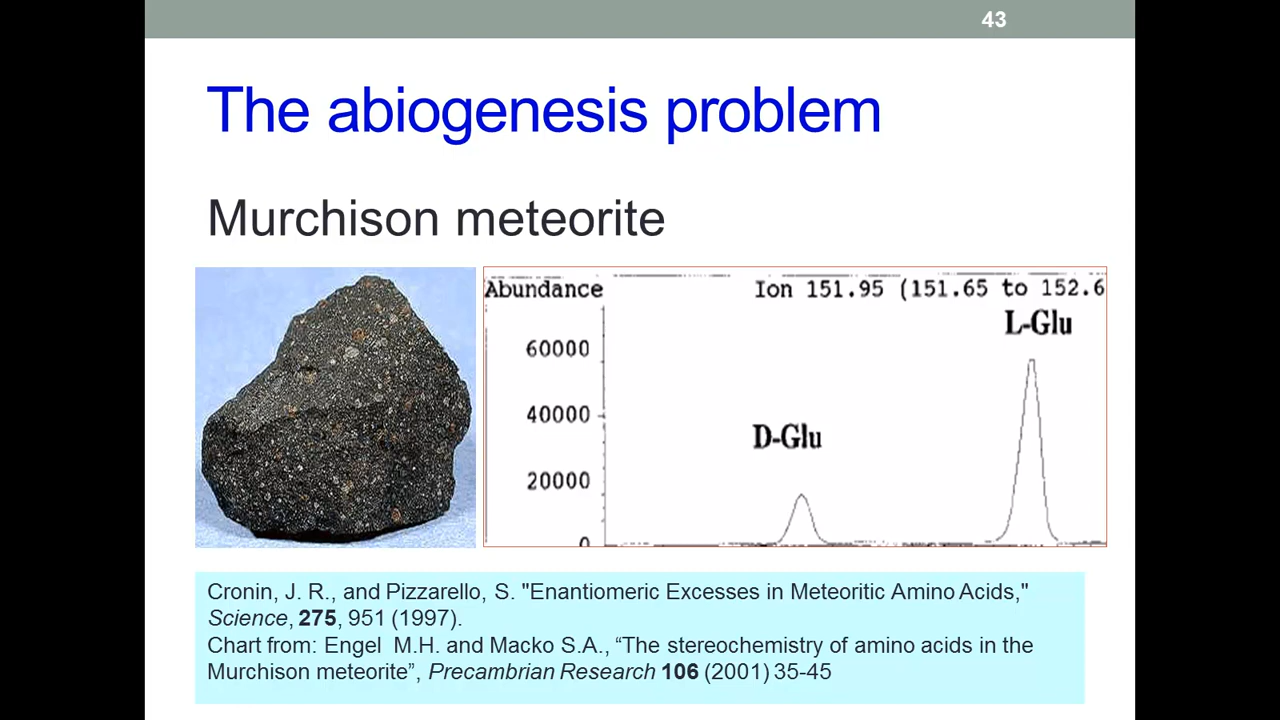 43
The abiogenesis problem
Murchison meteorite
Abundance
Ion 151.95 (151.65 to 152.6
L-Glu
60000
40000
D-Glu
20000
0
Cronin, J. R., and Pizzarello, S. "Enantiomeric Excesses in Meteoritic Amino Acids,"
Science, 275, 951 (1997).
Chart from: Engel M.H. and Macko S.A., “The stereochemistry of amino acids in the
Murchison meteorite”, Precambrian Research 106 (2001) 35-45